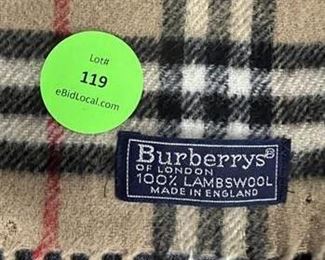 Lot#
119
eBidLocal.com
Burberrys®
OF LONDON
100% LAMBSWOOL
MADE IN ENGLAND